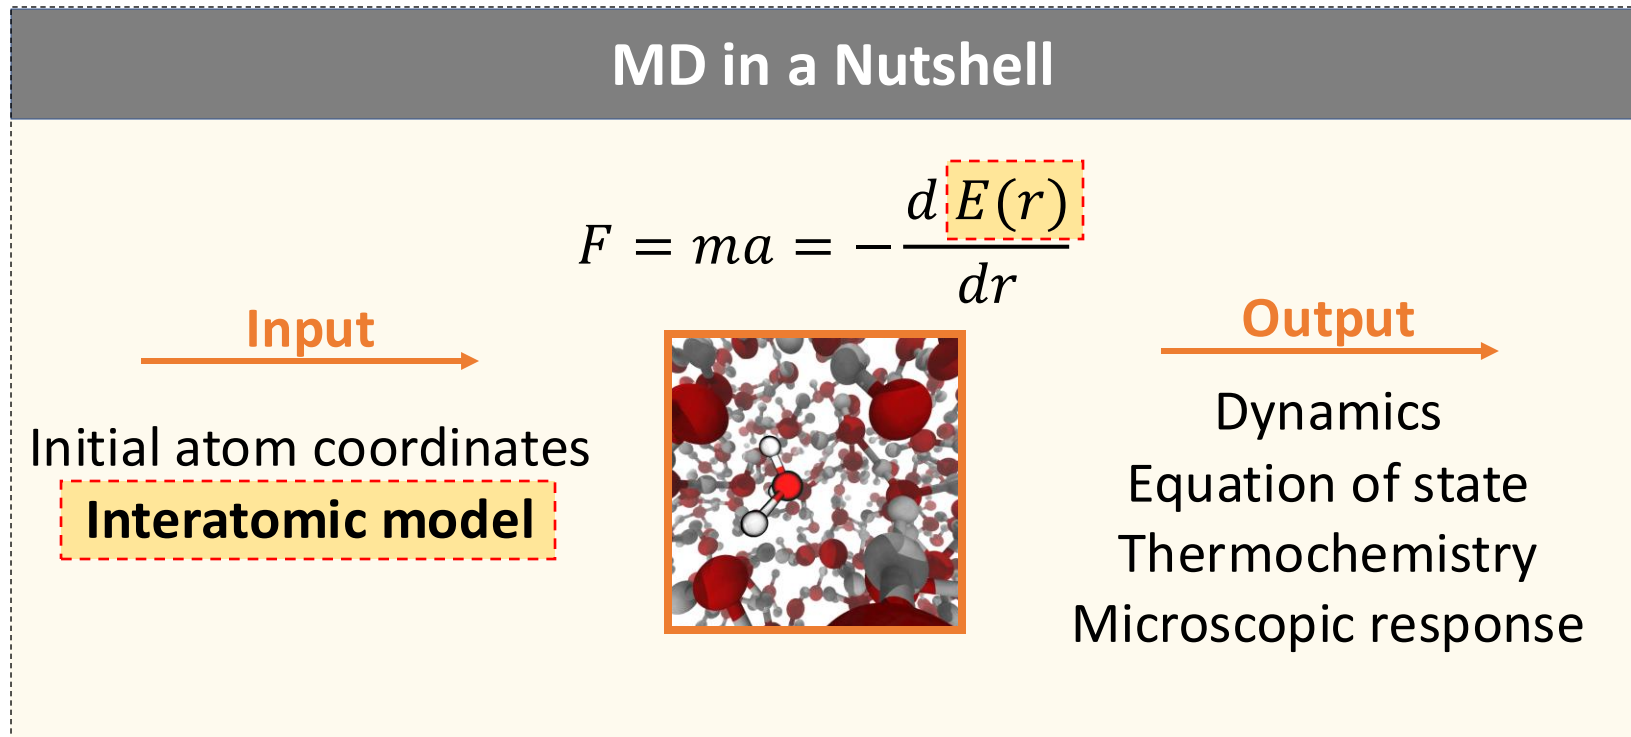 MD in a Nutshell
F = ma = − d E(r) / dr
Input
Initial atom coordinates
Interatomic model
Output
Dynamics
Equation of state
Thermochemistry
Microscopic response